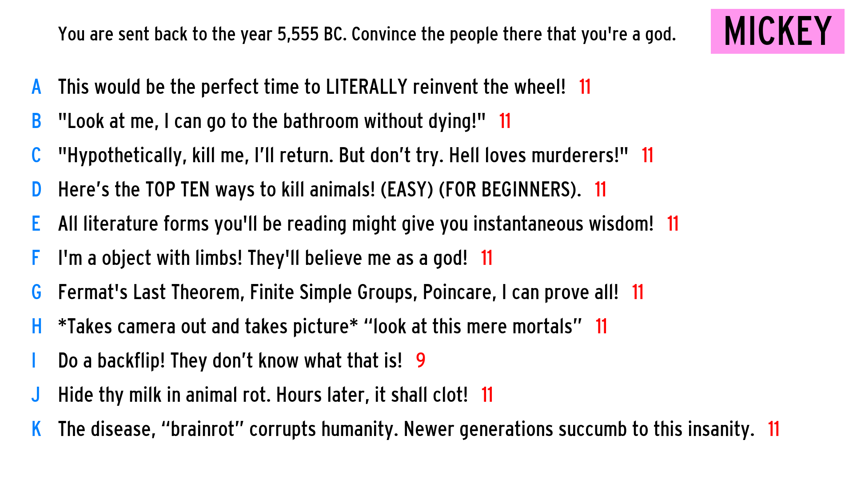 You are sent back to the year 5,555 BC. Convince the people there that you're a god.
MICKEY
A This would be the perfect time to LITERALLY reinvent the wheel! 11
B "Look at me, I can go to the bathroom without dying!" 11
C "Hypothetically, kill me, I’ll return. But don’t try. Hell loves murderers!" 11
D Here’s the TOP TEN ways to kill animals! (EASY) (FOR BEGINNERS). 11
E All literature forms you'll be reading might give you instantaneous wisdom! 11
F I'm a object with limbs! They'll believe me as a god! 11
G Fermat's Last Theorem, Finite Simple Groups, Poincare, I can prove all! 11
H *Takes camera out and takes picture* “look at this mere mortals” 11
I Do a backflip! They don’t know what that is! 9
J Hide thy milk in animal rot. Hours later, it shall clot! 11
K The disease, “brainrot” corrupts humanity. Newer generations succumb to this insanity. 11